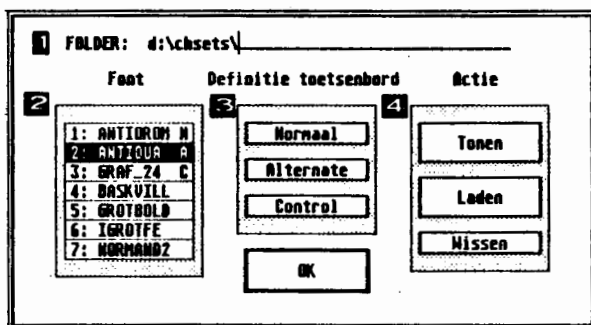 1 FOLDER: d:\chsets\
Font Definitie toetsenbord Actie
2 3 4
1: ANTIQROM N
2: ANTIQUA A
3: GRAF_24 C
4: BASKVILL
5: GROTBOLD
6: IGROTFE
7: NORMAND2
Normaal
Alternate
Control
OK
Tonen
Laden
Wissen